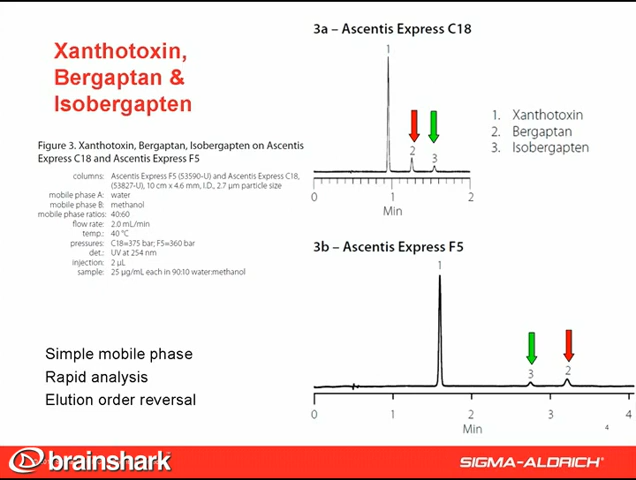 Xanthotoxin,
Bergaptan &
Isobergapten
Figure 3. Xanthotoxin, Bergaptan, Isobergapten on Ascentis
Express C18 and Ascentis Express F5
columns: Ascentis Express F5 (53590-U) and Ascentis Express C18,
(53827-U), 10 cm x 4.6 mm, I.D., 2.7 µm particle size
mobile phase A: water
mobile phase B: methanol
mobile phase ratios: 40:60
flow rate: 2.0 mL/min
temp.: 40 °C
pressures: C18=375 bar; F5=360 bar
det.: UV at 254 nm
injection: 2 µL
sample: 25 µg/mL each in 90:10 water:methanol
Simple mobile phase
Rapid analysis
Elution order reversal
3a – Ascentis Express C18
1
2
3
0 1 2
Min
1. Xanthotoxin
2. Bergaptan
3. Isobergapten
3b – Ascentis Express F5
1
3 2
0 1 2 3 4
Min
4
brainshark
SIGMA-ALDRICH®